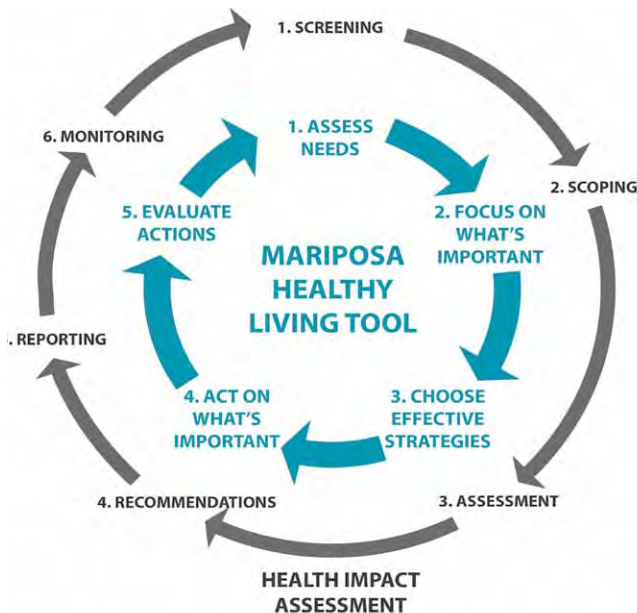 1. SCREENING
2. SCOPING
3. ASSESSMENT
4. RECOMMENDATIONS
. REPORTING
6. MONITORING
1. ASSESS
NEEDS
2. FOCUS ON
WHAT'S
IMPORTANT
3. CHOOSE
EFFECTIVE
STRATEGIES
4. ACT ON
WHAT'S
IMPORTANT
5. EVALUATE
ACTIONS
MARIPOSA
HEALTHY
LIVING TOOL
HEALTH IMPACT
ASSESSMENT